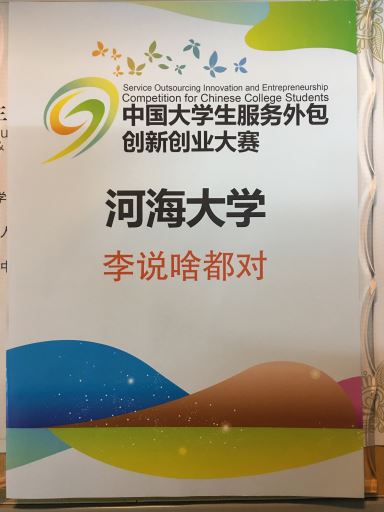 Service Outsourcing Innovation and Entrepreneurship
Competition for Chinese College Students
中国大学生服务外包
创新创业大赛
河海大学
李说啥都对